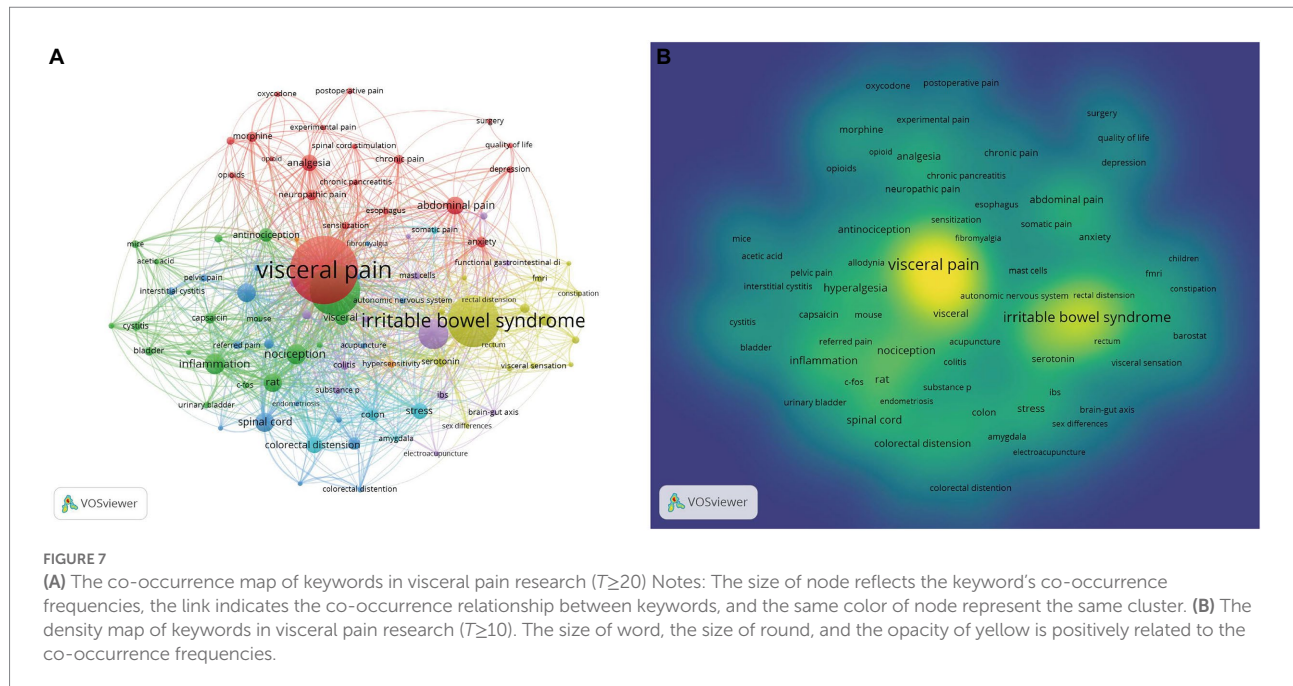 A
oxycodone
postoperative pain
surgery
experimental pain
morphine
spinal cord stimulation
quality of life
opioid
analgesia
chronic pain
depression
opioids
chronic pancreatitis
neuropathic pain
esophagus
abdominal pain
sensitization
somatic pain
antinociception
mice
fibromyalgia
anxiety
acetic acid
visceral pain
functional gastrointestinal di
pelvic pain
mast cells
fmri
interstitial cystitis
constipation
autonomic nervous system
rectal distension
capsaicin
mouse
visceral
irritable bowel syndrome
cystitis
referred pain
acupuncture
rectum
bladder
nociception
colitis
serotonin
inflammation
hypersensitivity
visceral sensation
rat
c-fos
substance p
ibs
urinary bladder
endometriosis
colon
stress
spinal cord
sex differences
colorectal distension
amygdala
electroacupuncture
colorectal distention
VOSviewer
B
oxycodone
postoperative pain
surgery
experimental pain
morphine
quality of life
opioid
analgesia
chronic pain
depression
opioids
chronic pancreatitis
neuropathic pain
esophagus
abdominal pain
sensitization
somatic pain
antinociception
mice
fibromyalgia
anxiety
acetic acid
allodynia
visceral pain
children
pelvic pain
mast cells
fmri
interstitial cystitis
hyperalgesia
constipation
autonomic nervous system
rectal distension
capsaicin
mouse
visceral
irritable bowel syndrome
cystitis
barostat
referred pain
acupuncture
rectum
bladder
nociception
inflammation
colitis
serotonin
visceral sensation
rat
c-fos
substance p
ibs
urinary bladder
endometriosis
colon
stress
brain-gut axis
spinal cord
sex differences
colorectal distension
amygdala
electroacupuncture
colorectal distention
VOSviewer
FIGURE 7
(A) The co-occurrence map of keywords in visceral pain research (T≥20) Notes: The size of node reflects the keyword’s co-occurrence
frequencies, the link indicates the co-occurrence relationship between keywords, and the same color of node represent the same cluster. (B) The
density map of keywords in visceral pain research (T≥10). The size of word, the size of round, and the opacity of yellow is positively related to the
co-occurrence frequencies.